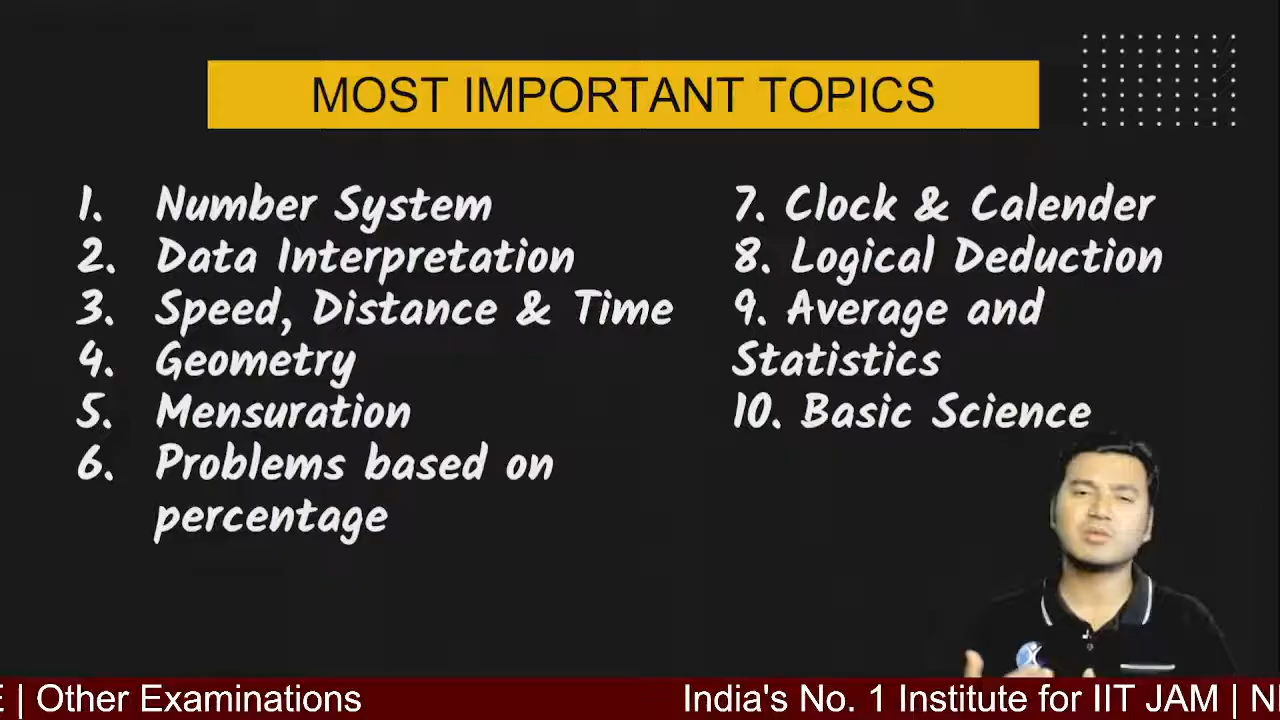 MOST IMPORTANT TOPICS
1. Number System
2. Data Interpretation
3. Speed, Distance & Time
4. Geometry
5. Mensuration
6. Problems based on
percentage
7. Clock & Calender
8. Logical Deduction
9. Average and
Statistics
10. Basic Science
| Other Examinations
India's No. 1 Institute for IIT JAM |